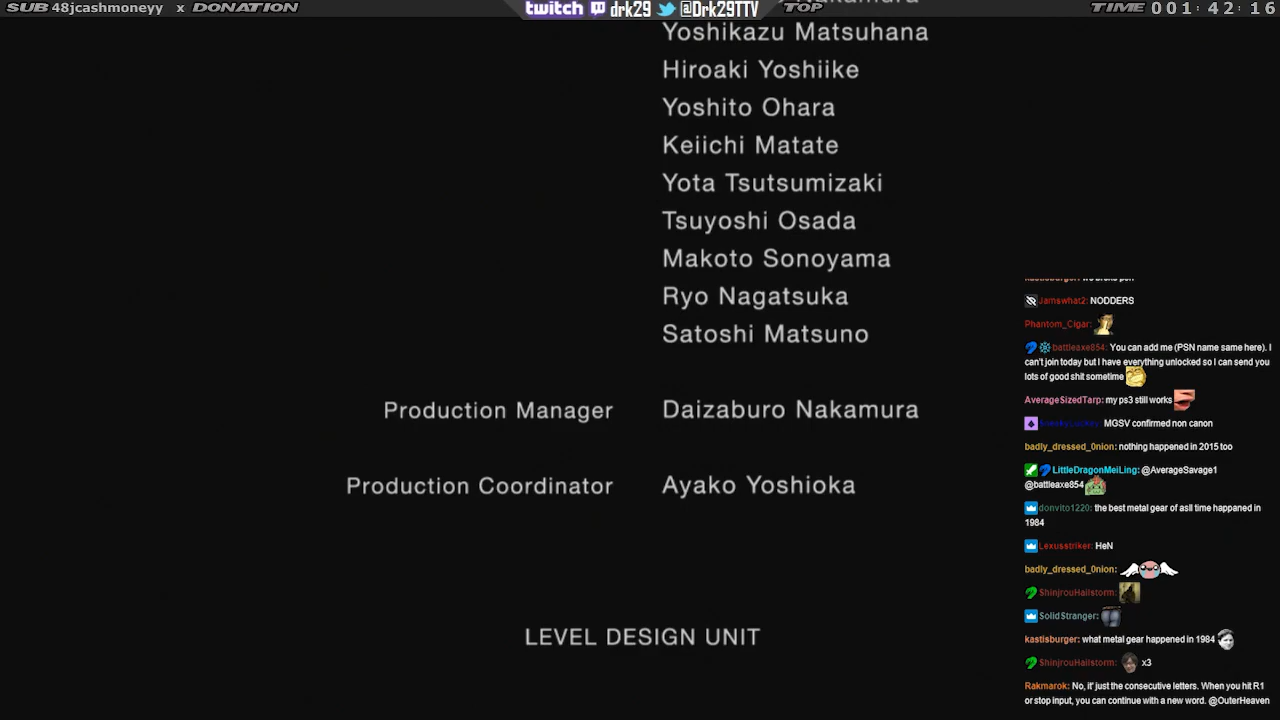 SUB 48jcashmoneyy x DONATION
twitch drk29 @Drk29TTV
TOP
TIME 001:42:16
Nakamura
Yoshikazu Matsuhana
Hiroaki Yoshiike
Yoshito Ohara
Keiichi Matate
Yota Tsutsumizaki
Tsuyoshi Osada
Makoto Sonoyama
Ryo Nagatsuka
Satoshi Matsuno
Production Manager Daizaburo Nakamura
Production Coordinator Ayako Yoshioka
LEVEL DESIGN UNIT
Jamswhat2: NODDERS
Phantom_Cigar:
battleaxe854: You can add me (PSN name same here). I
can't join today but I have everything unlocked so I can send you
lots of good shit sometime
AverageSizedTarp: my ps3 still works
MGSV confirmed non canon
badly_dressed_0nion: nothing happened in 2015 too
LittleDragonMeiLing: @AverageSavage1
@battleaxe854
donvito1220: the best metal gear of asll time happaned in
1984
Lexusstriker: HeN
badly_dressed_0nion:
ShinjrouHailstorm:
SolidStranger:
kastisburger: what metal gear happened in 1984
ShinjrouHailstorm: x3
Rakmarok: No, it' just the consecutive letters. When you hit R1
or stop input, you can continue with a new word. @OuterHeaven